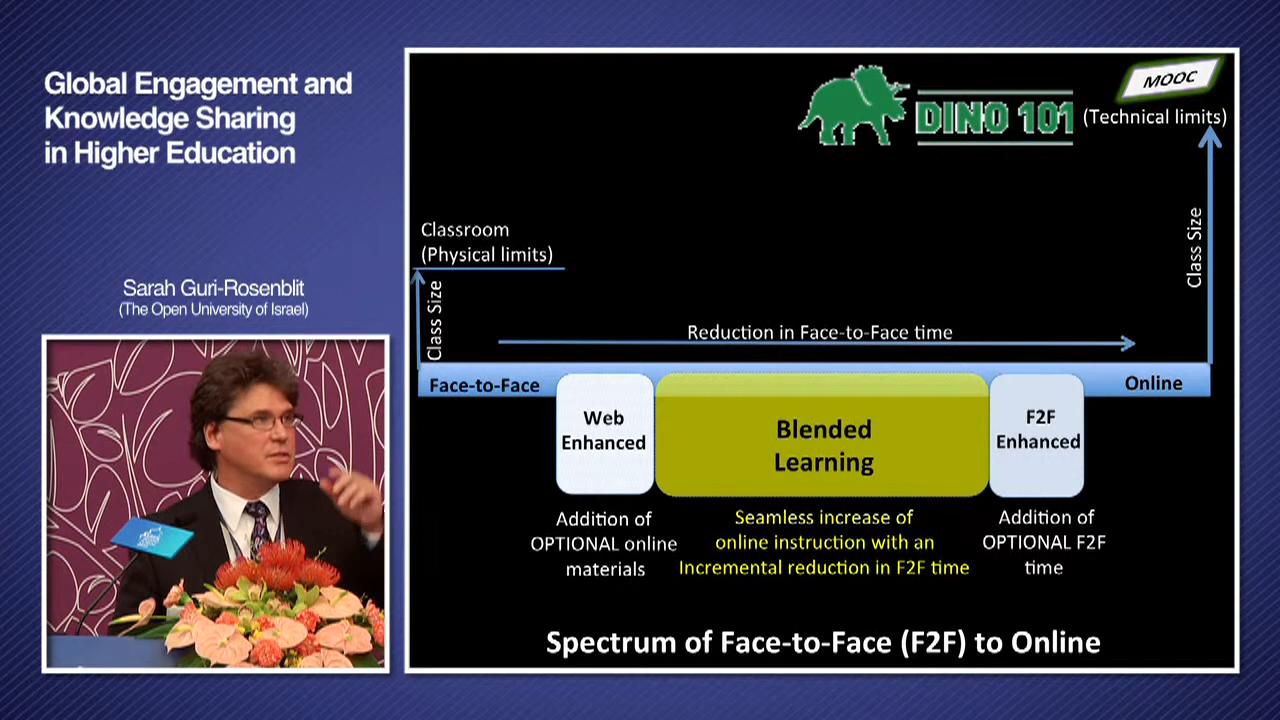 Global Engagement and
Knowledge Sharing
in Higher Education
Sarah Guri-Rosenblit
(The Open University of Israel)
MOOC
DINO 101
(Technical limits)
Classroom
(Physical limits)
Class Size
Class Size
Reduction in Face-to-Face time
Face-to-Face
Online
Web
Enhanced
Blended
Learning
F2F
Enhanced
Addition of
OPTIONAL online
materials
Seamless increase of
online instruction with an
Incremental reduction in F2F time
Addition of
OPTIONAL F2F
time
Spectrum of Face-to-Face (F2F) to Online